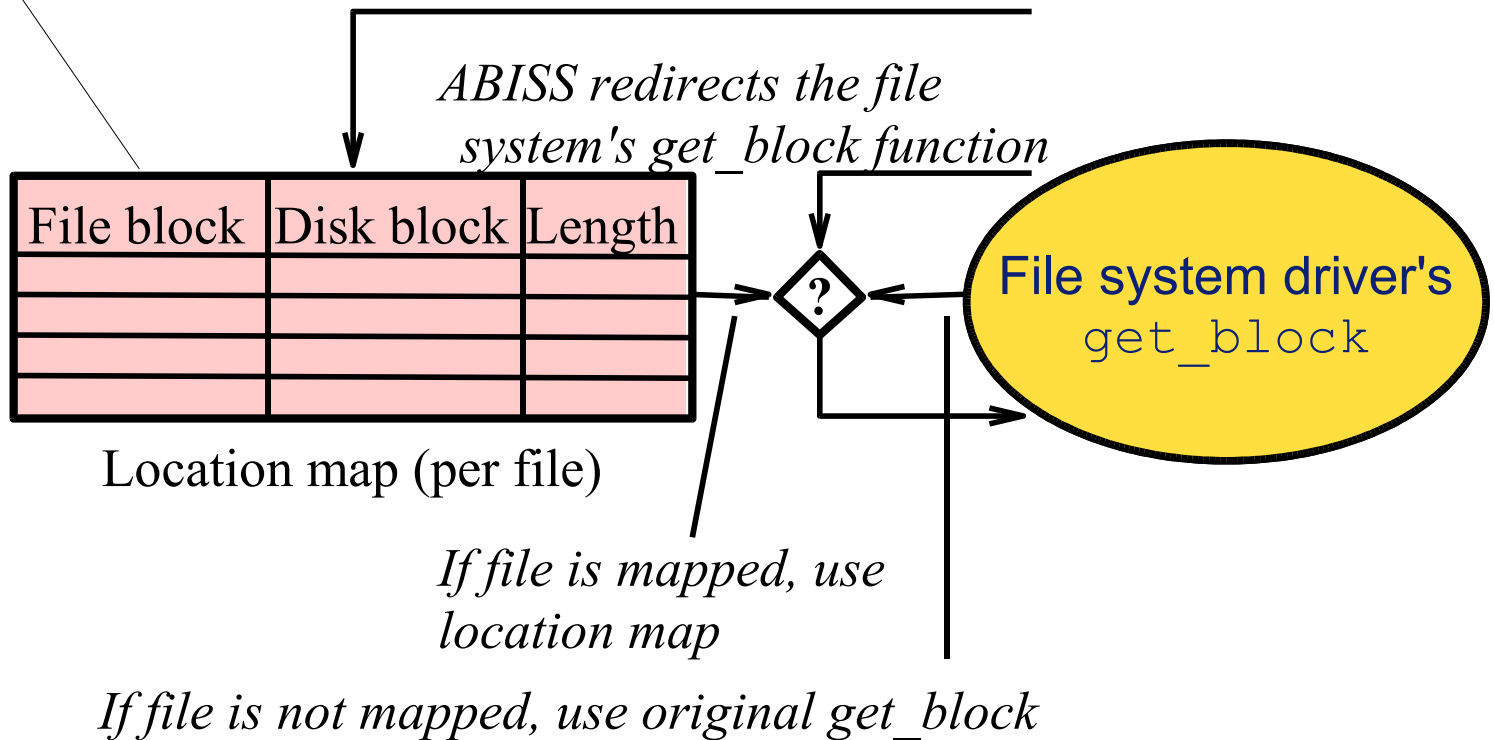 ABISS redirects the file
system's get_block function
File block Disk block Length
?
File system driver's
get_block
Location map (per file)
If file is mapped, use
location map
If file is not mapped, use original get_block